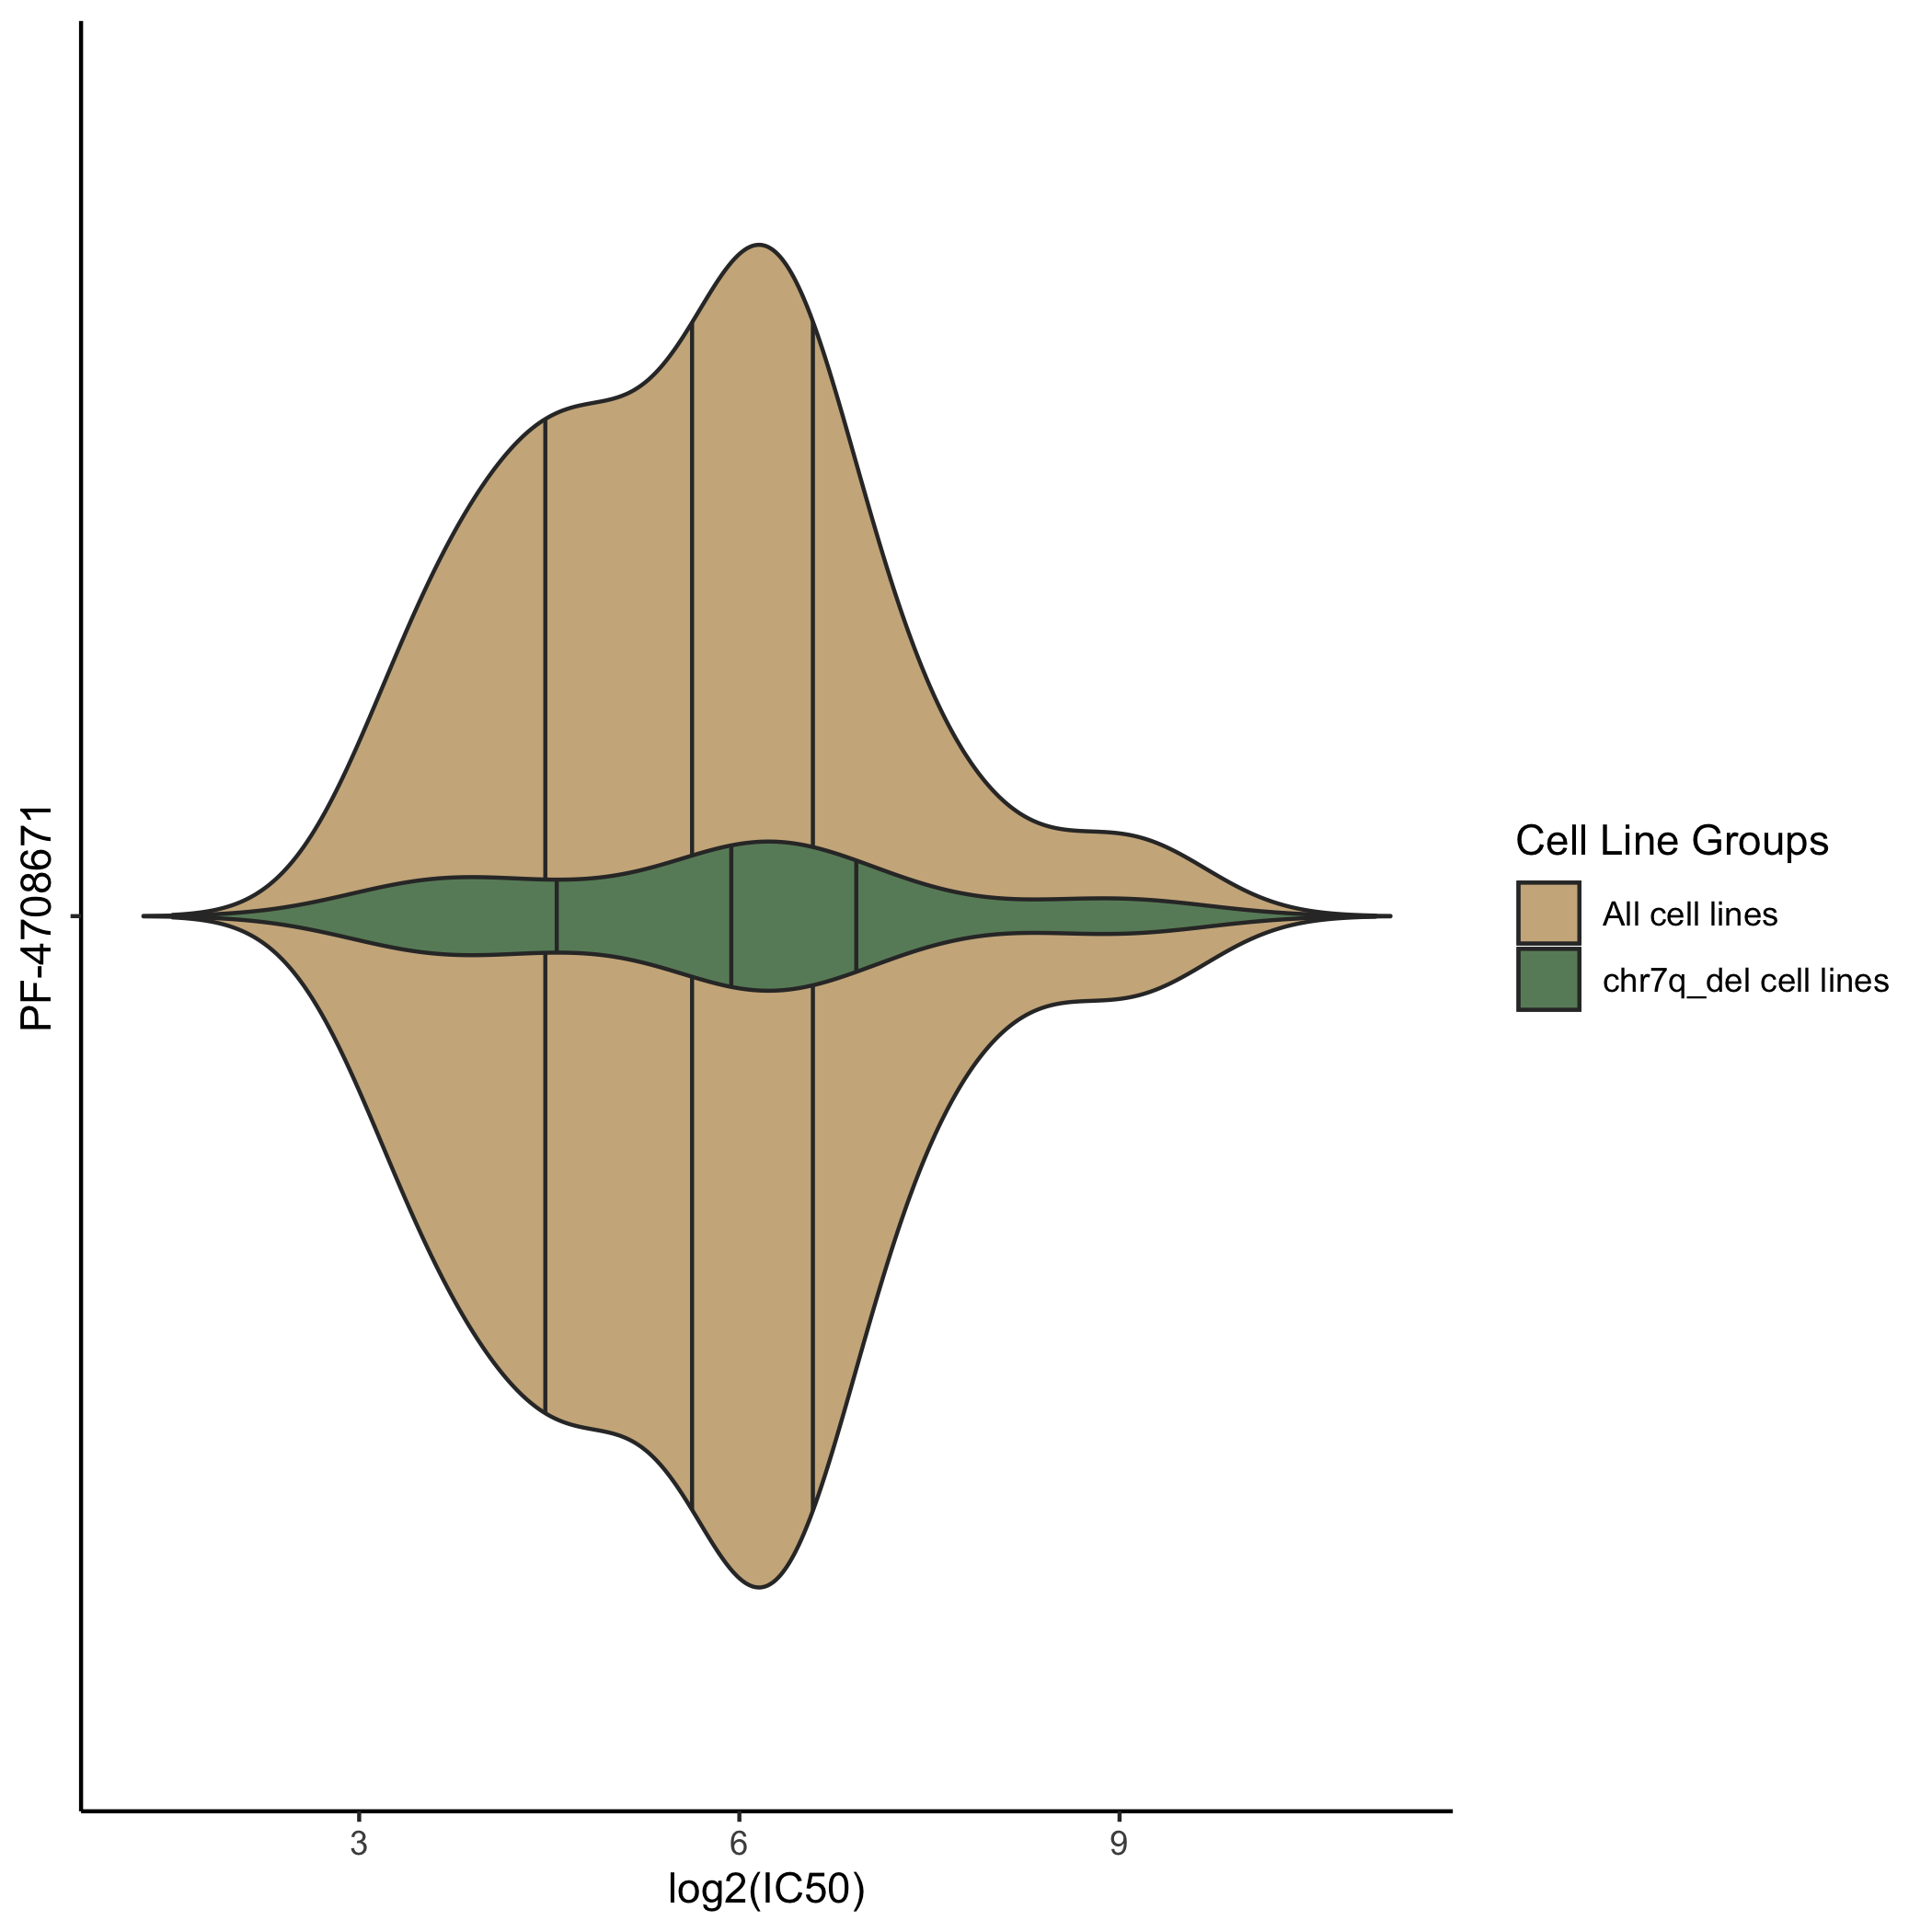 PF-4708671
3
6
9
log2(IC50)
Cell Line Groups
All cell lines
chr7q_del cell lines